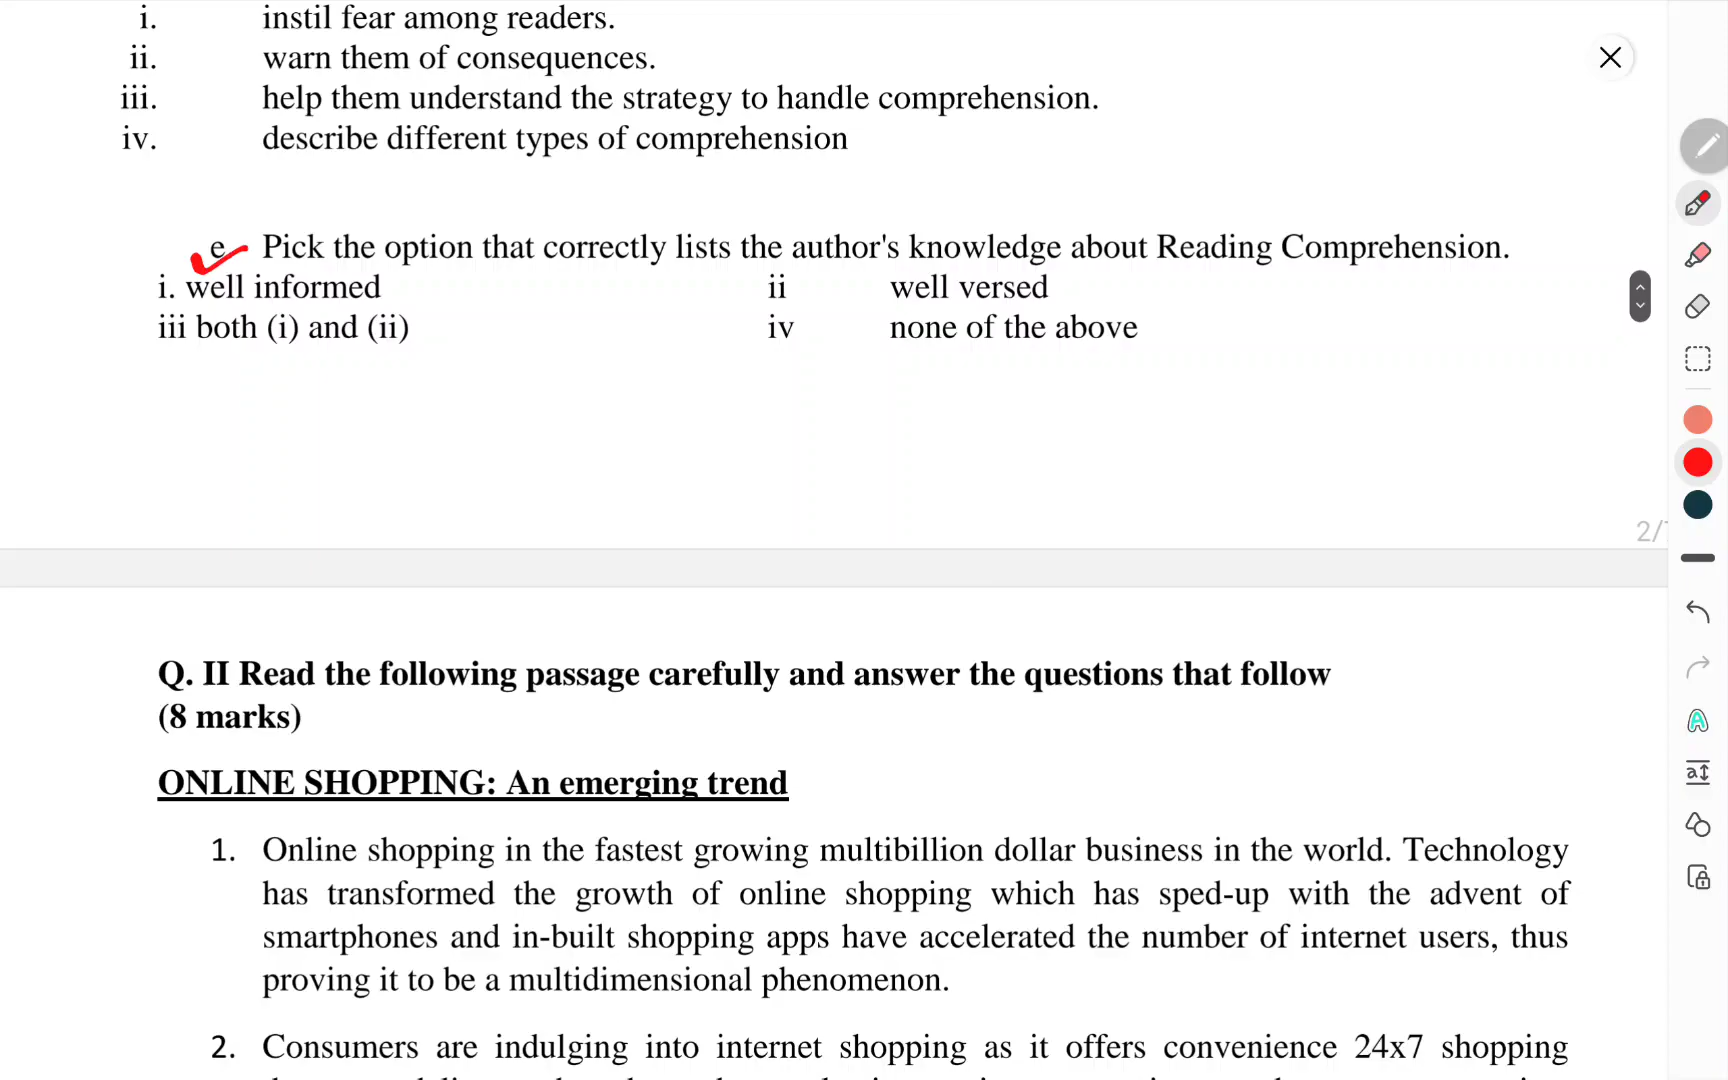 i. instil fear among readers.
ii. warn them of consequences.
iii. help them understand the strategy to handle comprehension.
iv. describe different types of comprehension
e Pick the option that correctly lists the author's knowledge about Reading Comprehension.
i. well informed ii well versed
iii both (i) and (ii) iv none of the above
2/
Q. II Read the following passage carefully and answer the questions that follow
(8 marks)
ONLINE SHOPPING: An emerging trend
1. Online shopping in the fastest growing multibillion dollar business in the world. Technology
has transformed the growth of online shopping which has sped-up with the advent of
smartphones and in-built shopping apps have accelerated the number of internet users, thus
proving it to be a multidimensional phenomenon.
2. Consumers are indulging into internet shopping as it offers convenience 24x7 shopping